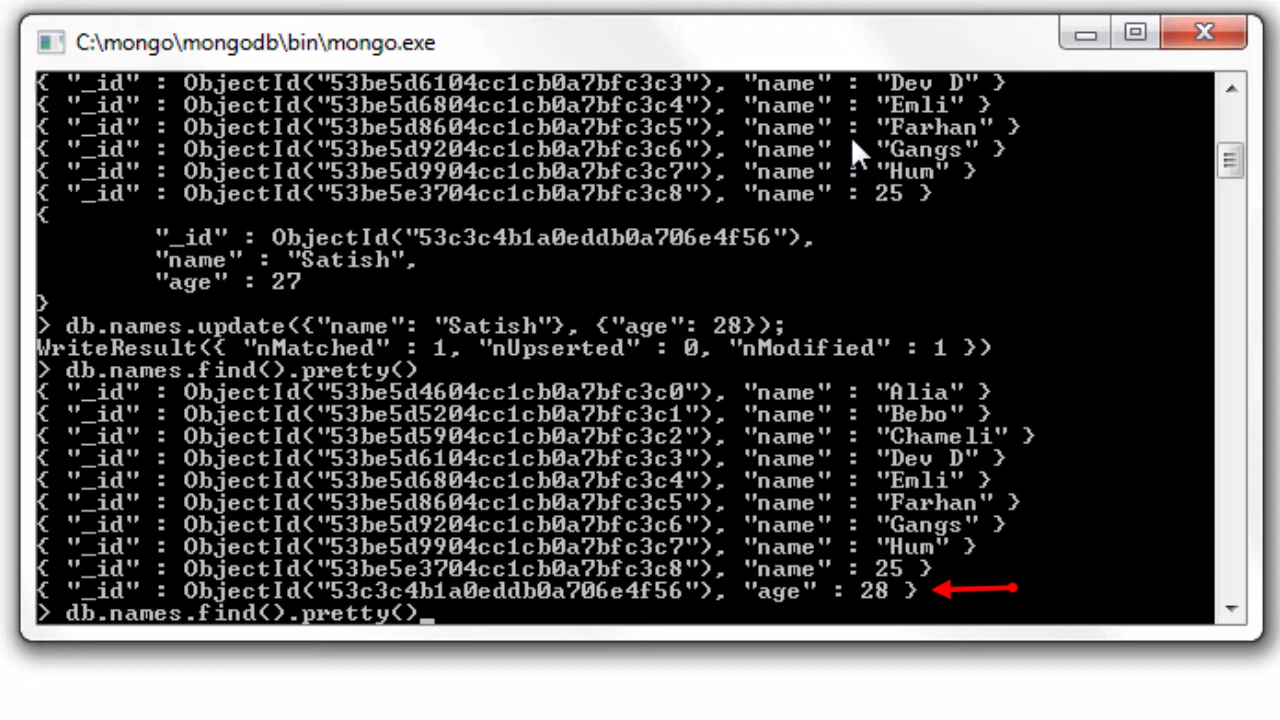 C:\mongo\mongodb\bin\mongo.exe
{ "_id" : ObjectId("53be5d6104cc1cb0a7bfc3c3"), "name" : "Dev D" }
{ "_id" : ObjectId("53be5d6804cc1cb0a7bfc3c4"), "name" : "Emli" }
{ "_id" : ObjectId("53be5d8604cc1cb0a7bfc3c5"), "name" : "Farhan" }
{ "_id" : ObjectId("53be5d9204cc1cb0a7bfc3c6"), "name" : "Gangs" }
{ "_id" : ObjectId("53be5d9904cc1cb0a7bfc3c7"), "name" : "Hum" }
{ "_id" : ObjectId("53be5e3704cc1cb0a7bfc3c8"), "name" : 25 }
{
"_id" : ObjectId("53c3c4b1a0eddb0a706e4f56"),
"name" : "Satish",
"age" : 27
}
> db.names.update({"name": "Satish"}, {"age": 28});
WriteResult({ "nMatched" : 1, "nUpserted" : 0, "nModified" : 1 })
> db.names.find().pretty()
{ "_id" : ObjectId("53be5d4604cc1cb0a7bfc3c0"), "name" : "Alia" }
{ "_id" : ObjectId("53be5d5204cc1cb0a7bfc3c1"), "name" : "Bebo" }
{ "_id" : ObjectId("53be5d5904cc1cb0a7bfc3c2"), "name" : "Chameli" }
{ "_id" : ObjectId("53be5d6104cc1cb0a7bfc3c3"), "name" : "Dev D" }
{ "_id" : ObjectId("53be5d6804cc1cb0a7bfc3c4"), "name" : "Emli" }
{ "_id" : ObjectId("53be5d8604cc1cb0a7bfc3c5"), "name" : "Farhan" }
{ "_id" : ObjectId("53be5d9204cc1cb0a7bfc3c6"), "name" : "Gangs" }
{ "_id" : ObjectId("53be5d9904cc1cb0a7bfc3c7"), "name" : "Hum" }
{ "_id" : ObjectId("53be5e3704cc1cb0a7bfc3c8"), "name" : 25 }
{ "_id" : ObjectId("53c3c4b1a0eddb0a706e4f56"), "age" : 28 }
> db.names.find().pretty()_